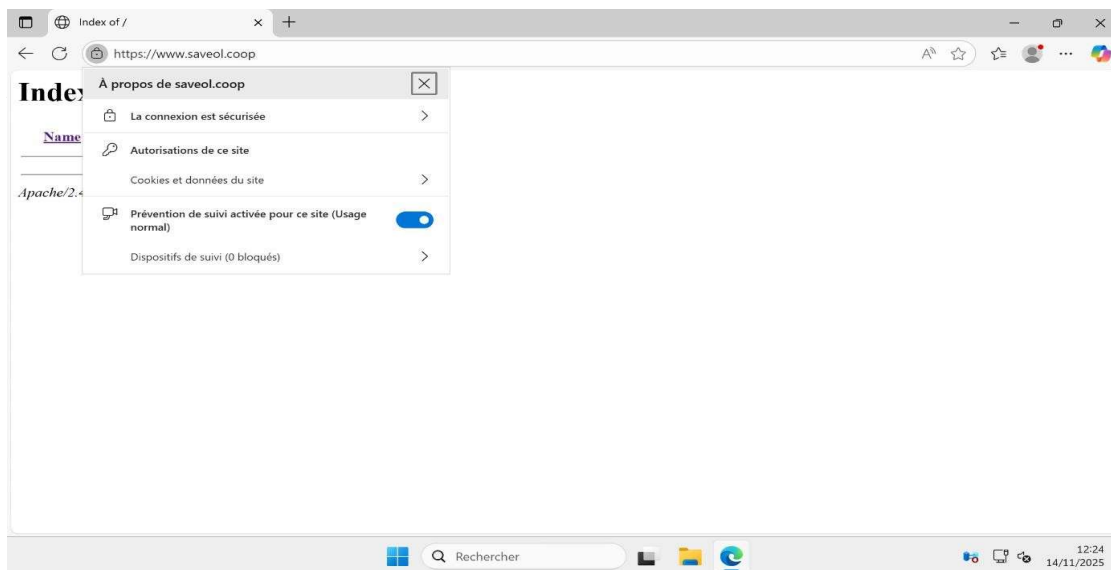 Index of /
https://www.saveol.coop
À propos de saveol.coop
La connexion est sécurisée
Autorisations de ce site
Cookies et données du site
Prévention de suivi activée pour ce site (Usage
normal)
Dispositifs de suivi (0 bloqués)
Name
Apache/2.4
Rechercher
12:24
14/11/2025